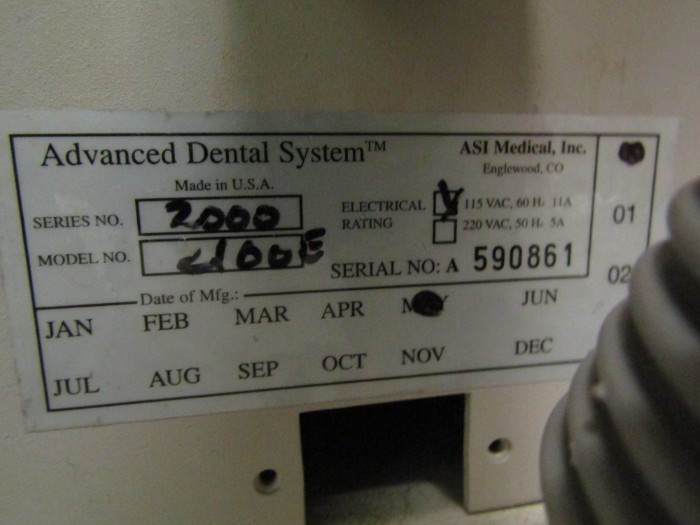 Advanced Dental System™
ASI Medical, Inc.
Englewood, CO
Made in U.S.A.
SERIES NO. 2000
ELECTRICAL RATING
115 VAC, 60 Hz 11A
220 VAC, 50 Hz 5A
MODEL NO.
SERIAL NO: A 590861
01
02
Date of Mfg.:
JAN FEB MAR APR JUN
JUL AUG SEP OCT NOV DEC